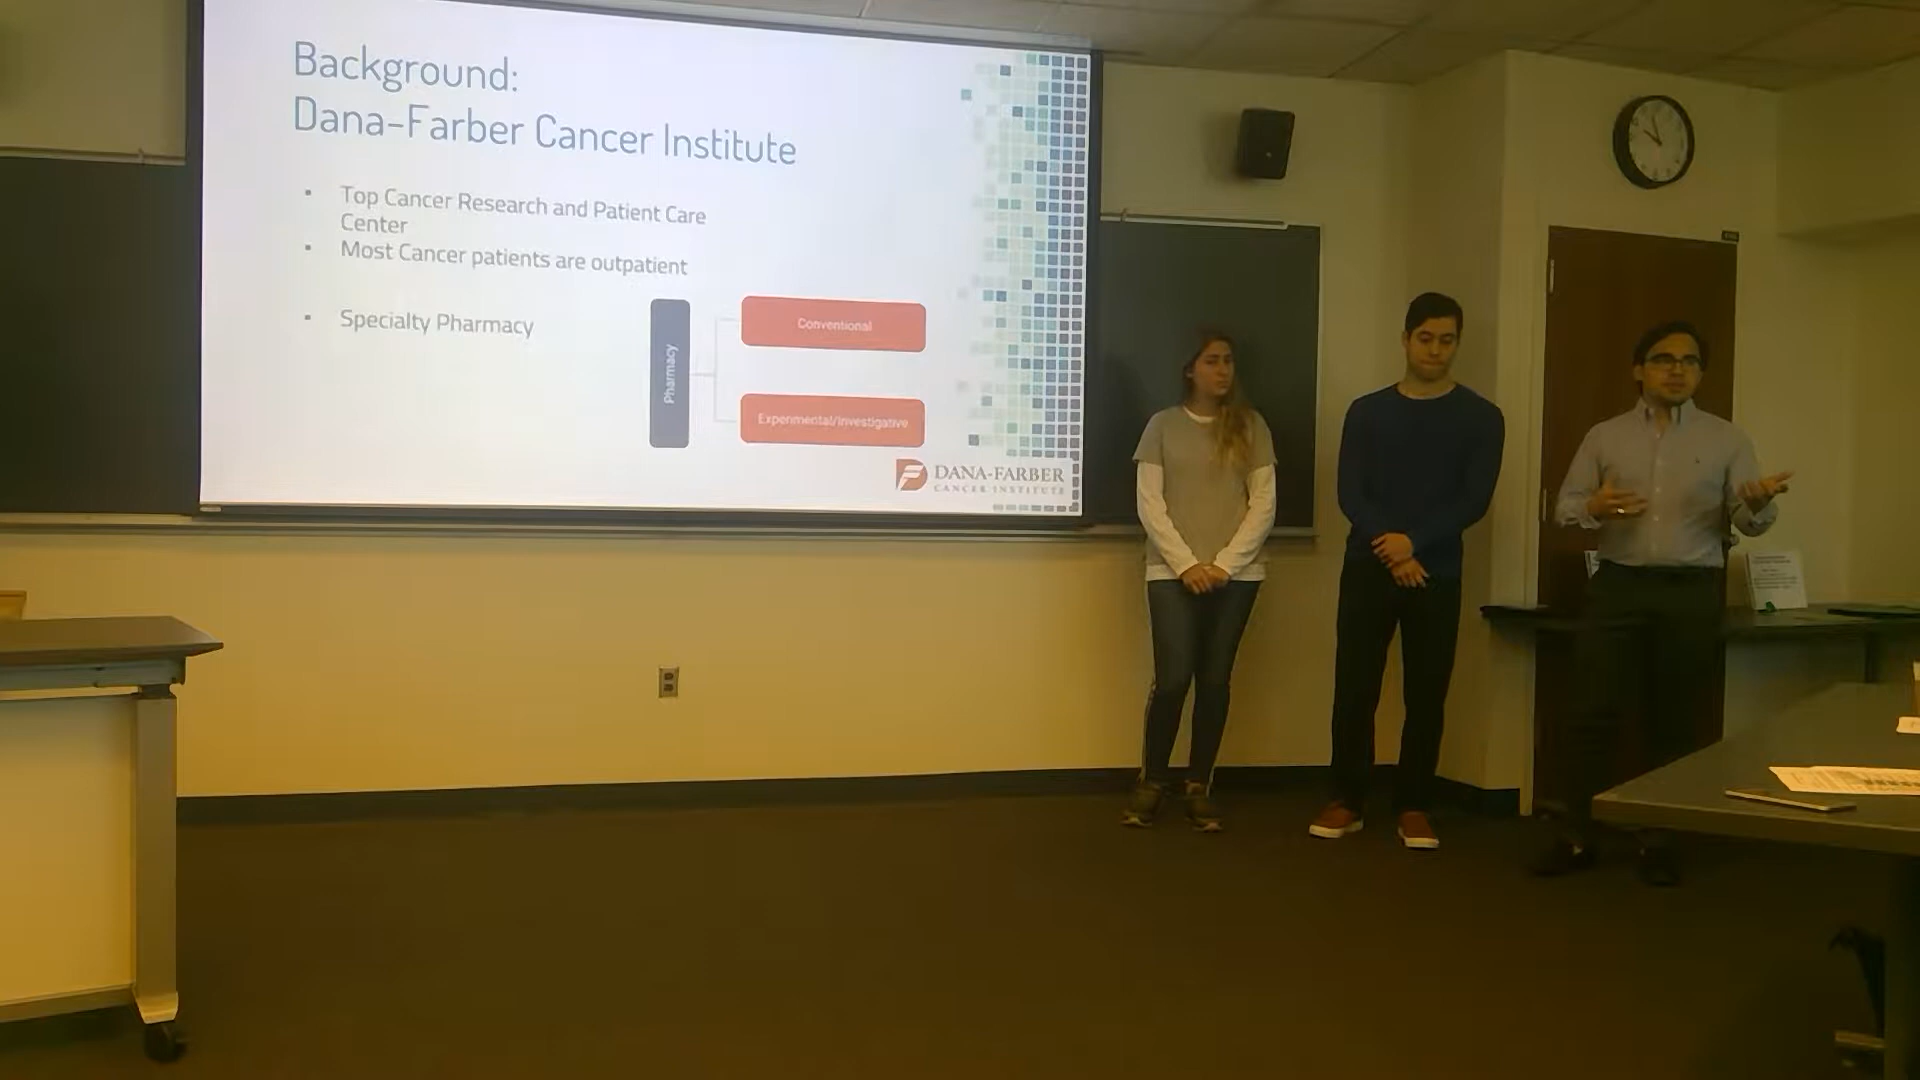 Background:
Dana-Farber Cancer Institute
Top Cancer Research and Patient Care
Center
Most Cancer patients are outpatient
Specialty Pharmacy
Pharmacy
Conventional
Experimental/Investigative
DANA-FARBER
CANCER INSTITUTE